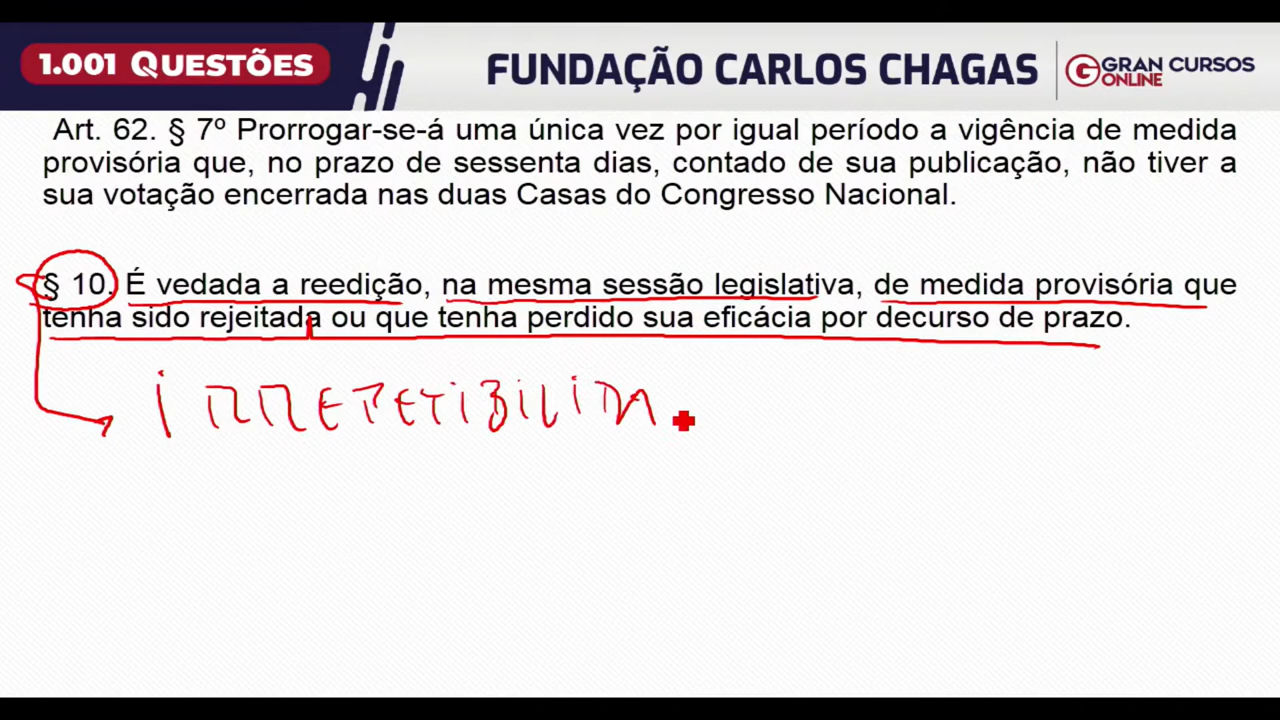 1.001 QUESTÕES
FUNDAÇÃO CARLOS CHAGAS
GRAN CURSOS
ONLINE
Art. 62. § 7º Prorrogar-se-á uma única vez por igual período a vigência de medida
provisória que, no prazo de sessenta dias, contado de sua publicação, não tiver a
sua votação encerrada nas duas Casas do Congresso Nacional.
§ 10. É vedada a reedição, na mesma sessão legislativa, de medida provisória que
tenha sido rejeitada ou que tenha perdido sua eficácia por decurso de prazo.
IRREPETIBILIDA